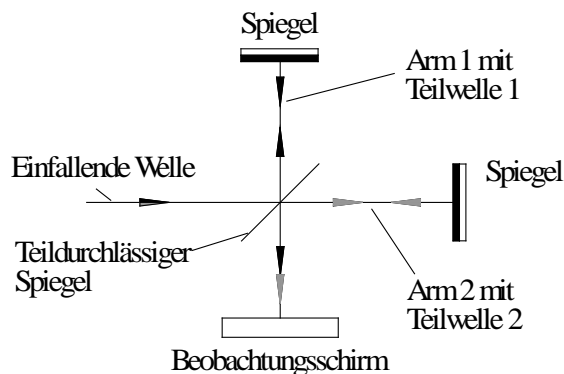 Spiegel
Arm 1 mit
Teilwelle 1
Einfallende Welle
Spiegel
Teildurchlässiger
Spiegel
Arm 2 mit
Teilwelle 2
Beobachtungsschirm